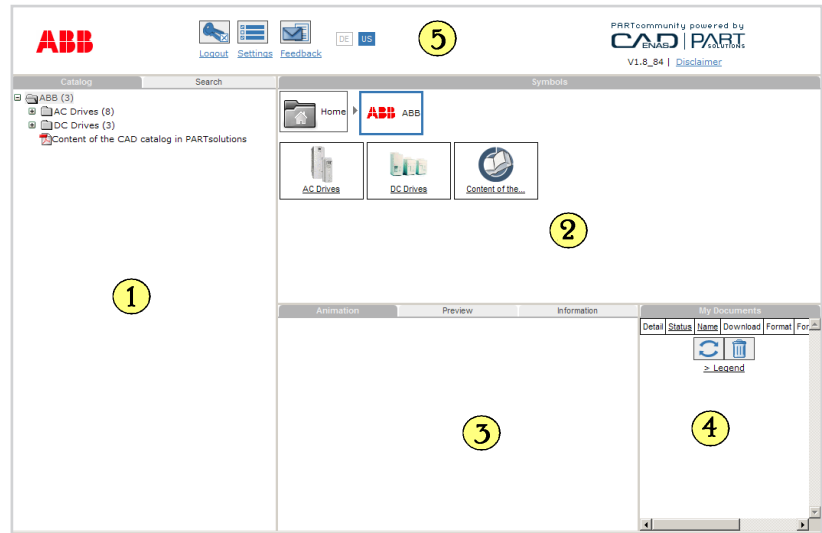 ABB
Logout Settings Feedback
DE US
5
PARTcommunity powered by
CADENAS PARTSOLUTIONS
V1.8_84 | Disclaimer
Catalog Search
Symbols
ABB (3)
AC Drives (8)
DC Drives (3)
Content of the CAD catalog in PARTsolutions
Home ABB ABB
AC Drives DC Drives Content of the...
2
1
Animation Preview Information
My Documents
Detail Status Name Download Format For
> Legend
3
4